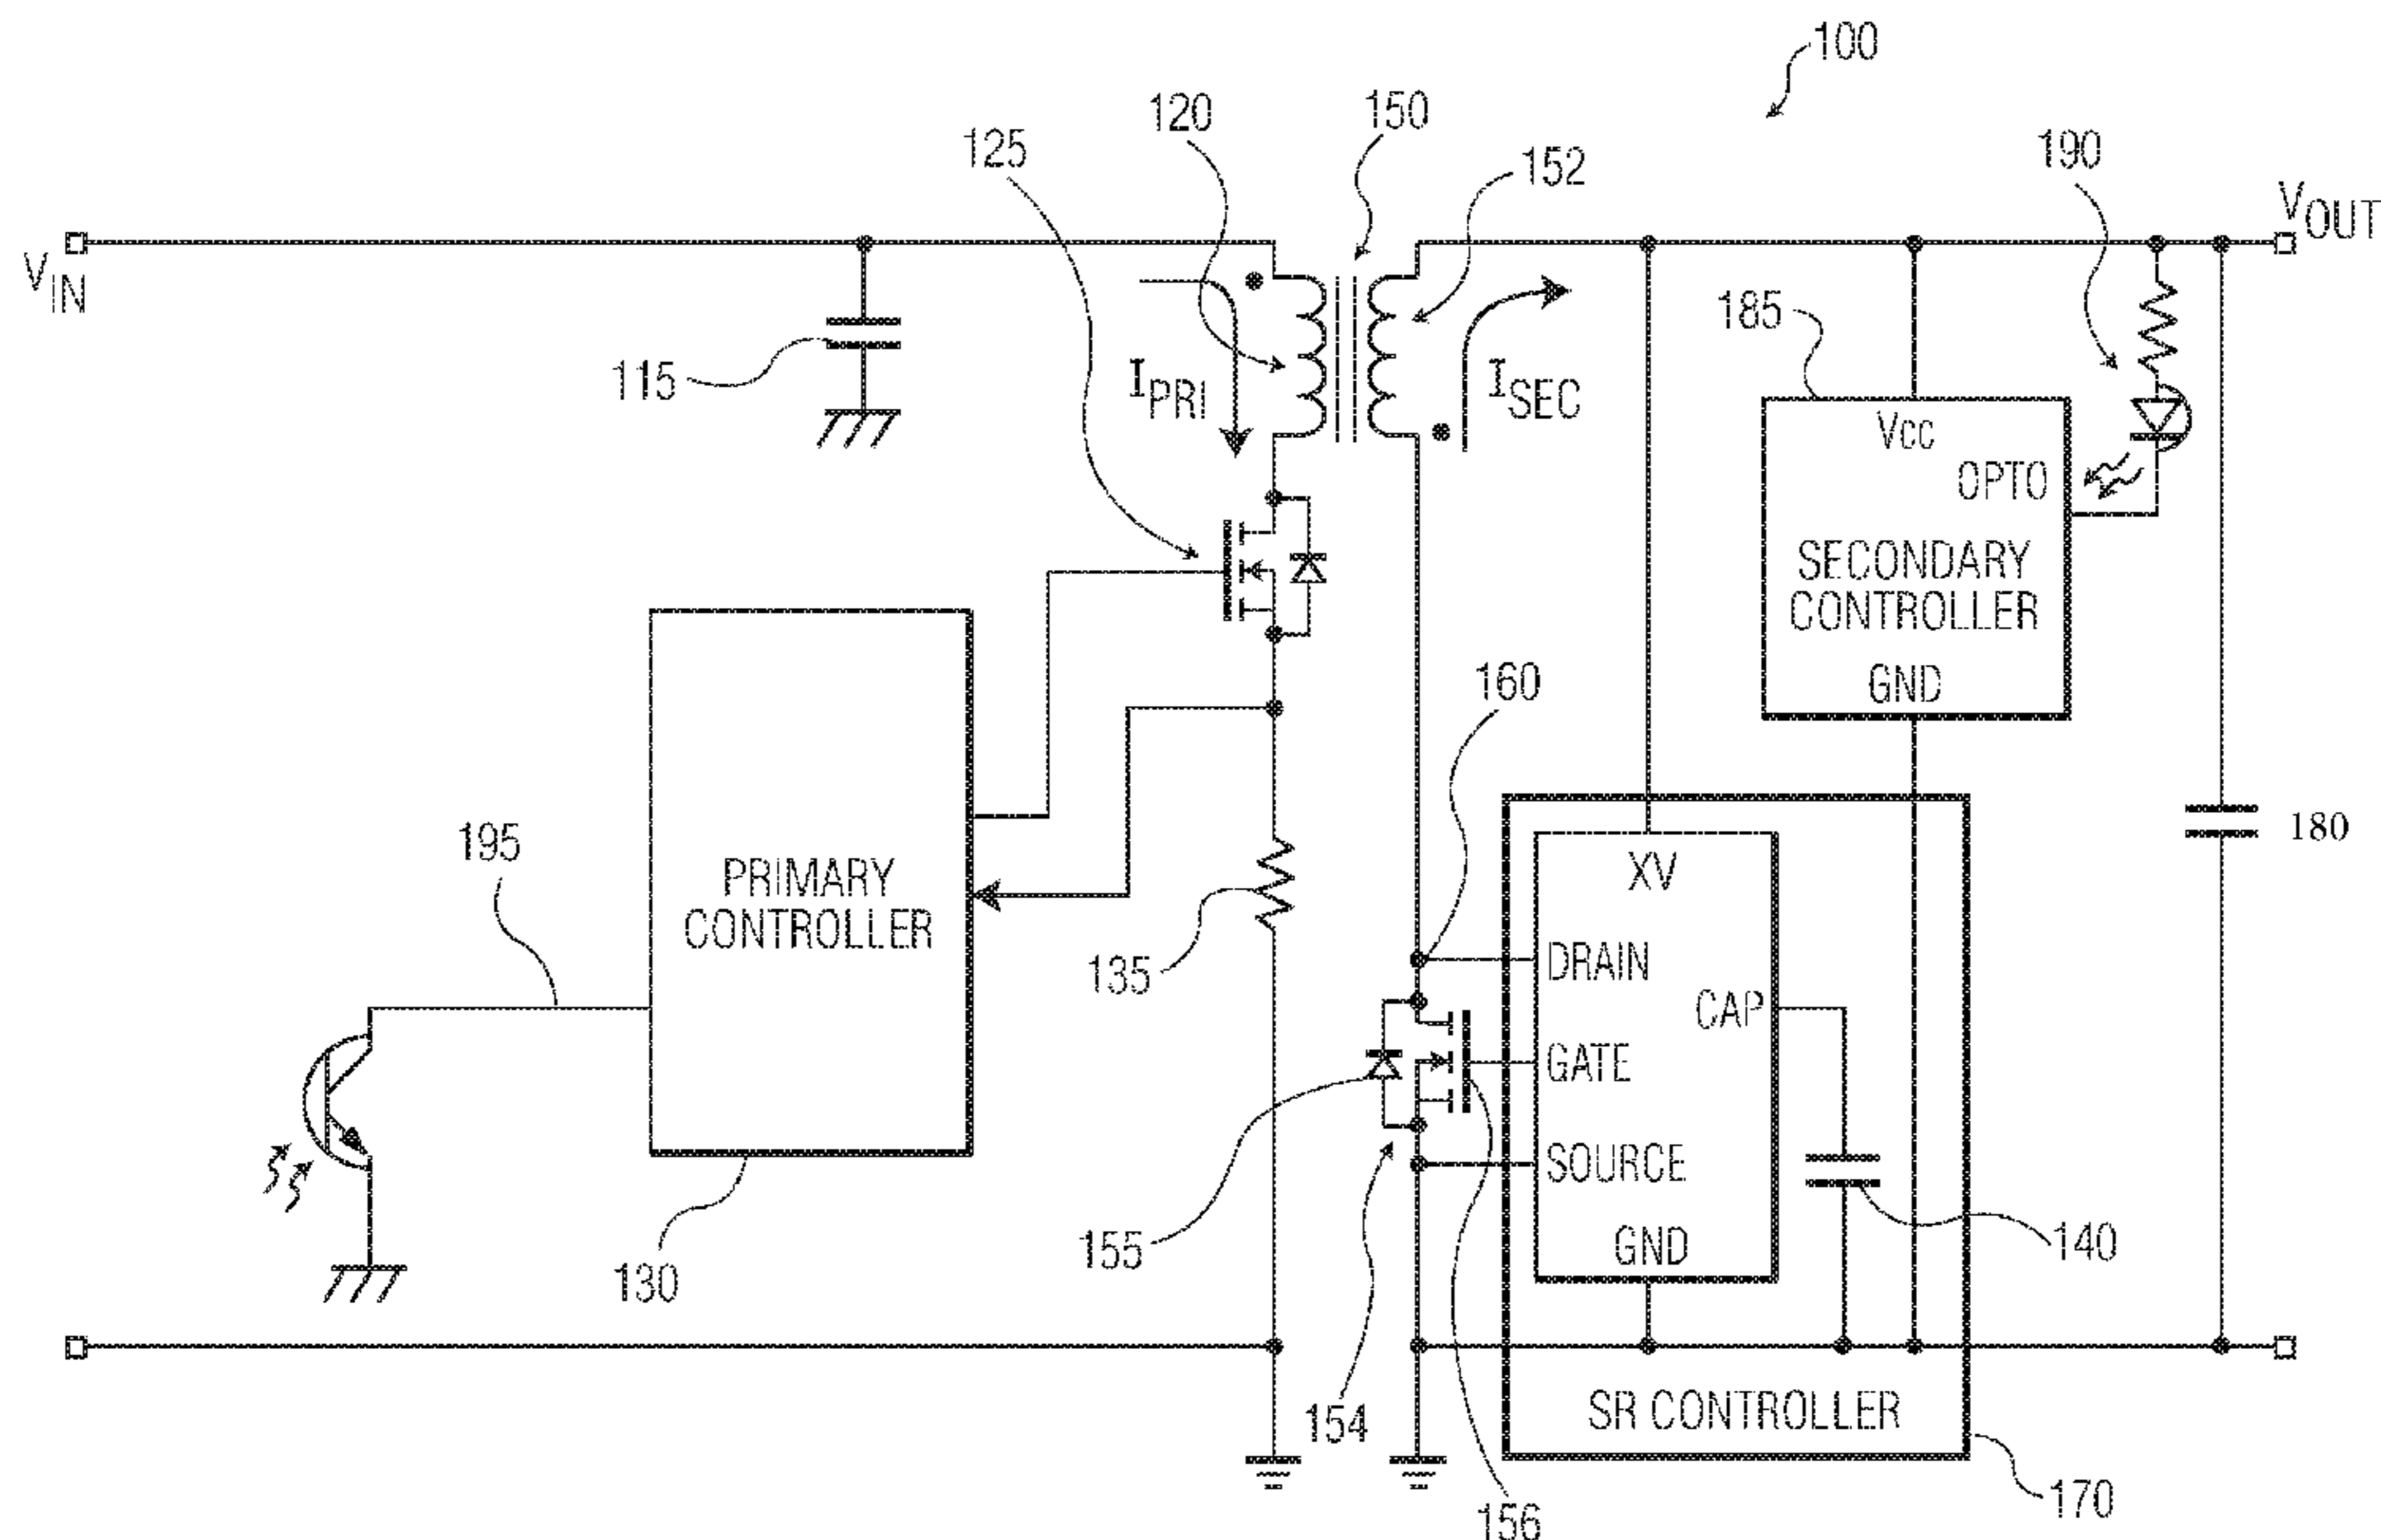 100
120
150
125
152
190
VOUT
VIN
185
115
IPRI
ISEC
Vcc
OPTO
SECONDARY
CONTROLLER
GND
160
195
PRIMARY
CONTROLLER
135
180
XV
DRAIN
CAP
GATE
SOURCE
GND
155
140
130
154
SR CONTROLLER
156
170